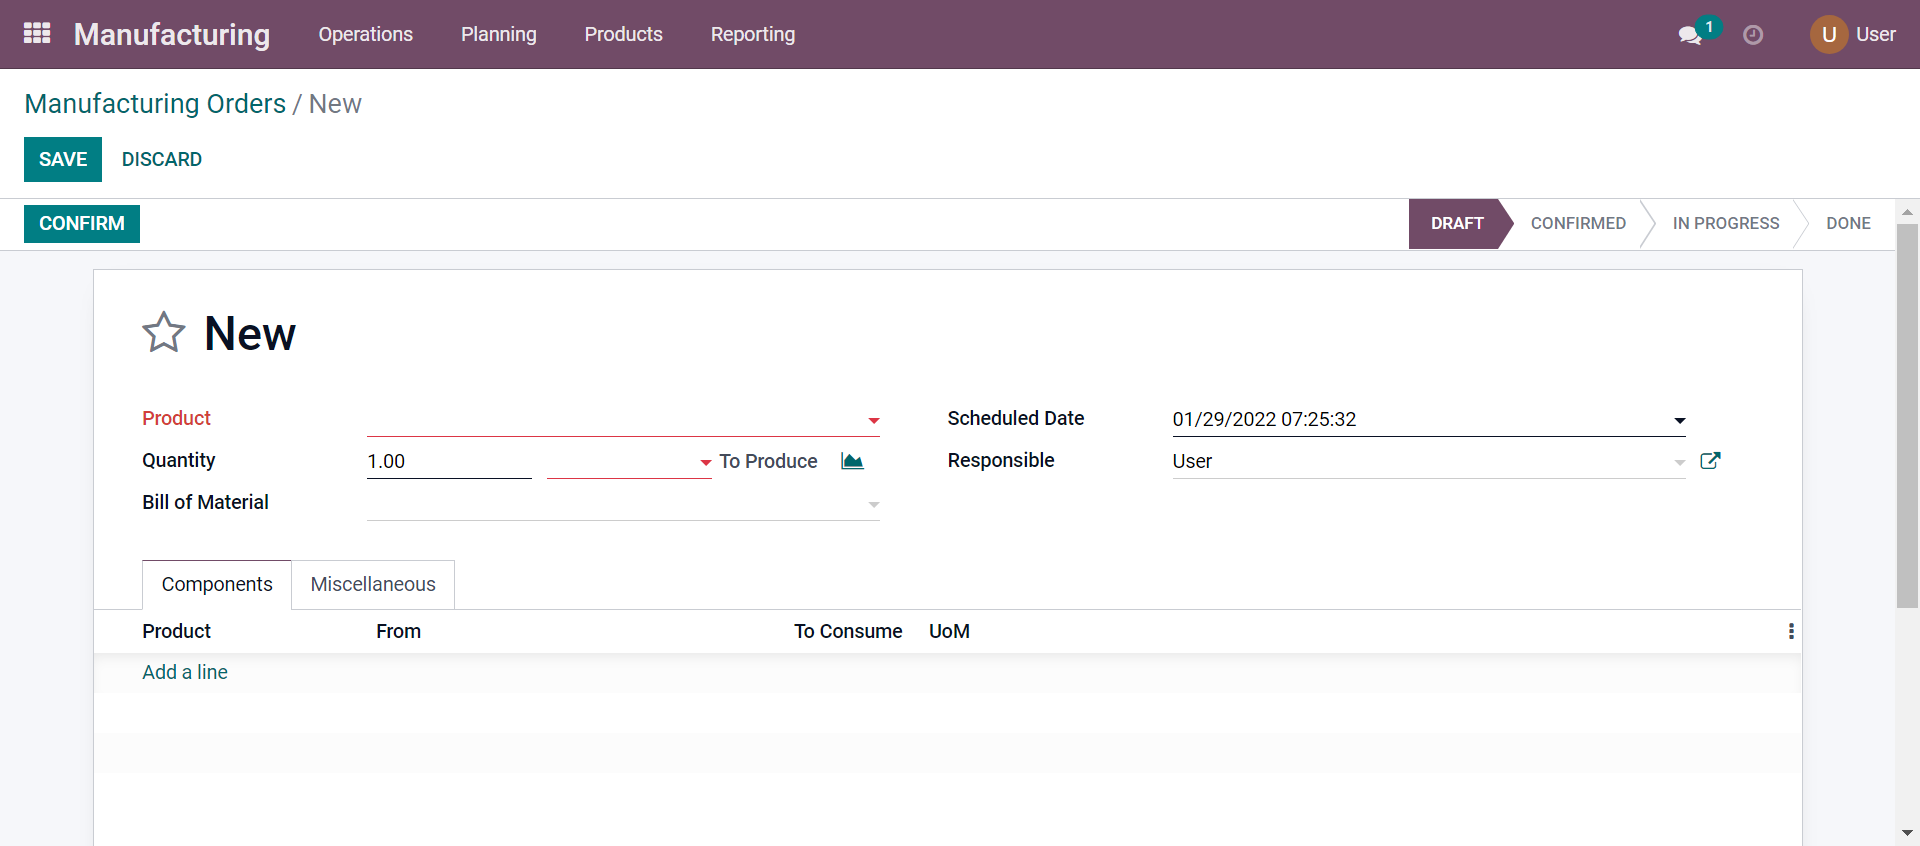 Manufacturing Operations Planning Products Reporting 1 U User
Manufacturing Orders / New
SAVE DISCARD
CONFIRM DRAFT CONFIRMED IN PROGRESS DONE
New
Product Scheduled Date 01/29/2022 07:25:32
Quantity 1.00 To Produce Responsible User
Bill of Material
Components Miscellaneous
Product From To Consume UoM
Add a line